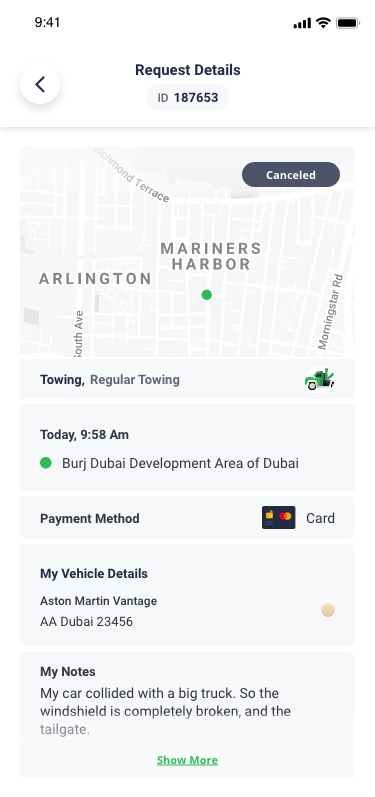 9:41
Request Details
ID 187653
Richmond Terrace
Canceled
MARINERS
HARBOR
ARLINGTON
South Ave
Morningstar Rd
Towing, Regular Towing
Today, 9:58 Am
Burj Dubai Development Area of Dubai
Payment Method
Card
My Vehicle Details
Aston Martin Vantage
AA Dubai 23456
My Notes
My car collided with a big truck. So the
windshield is completely broken, and the
tailgate.
Show More